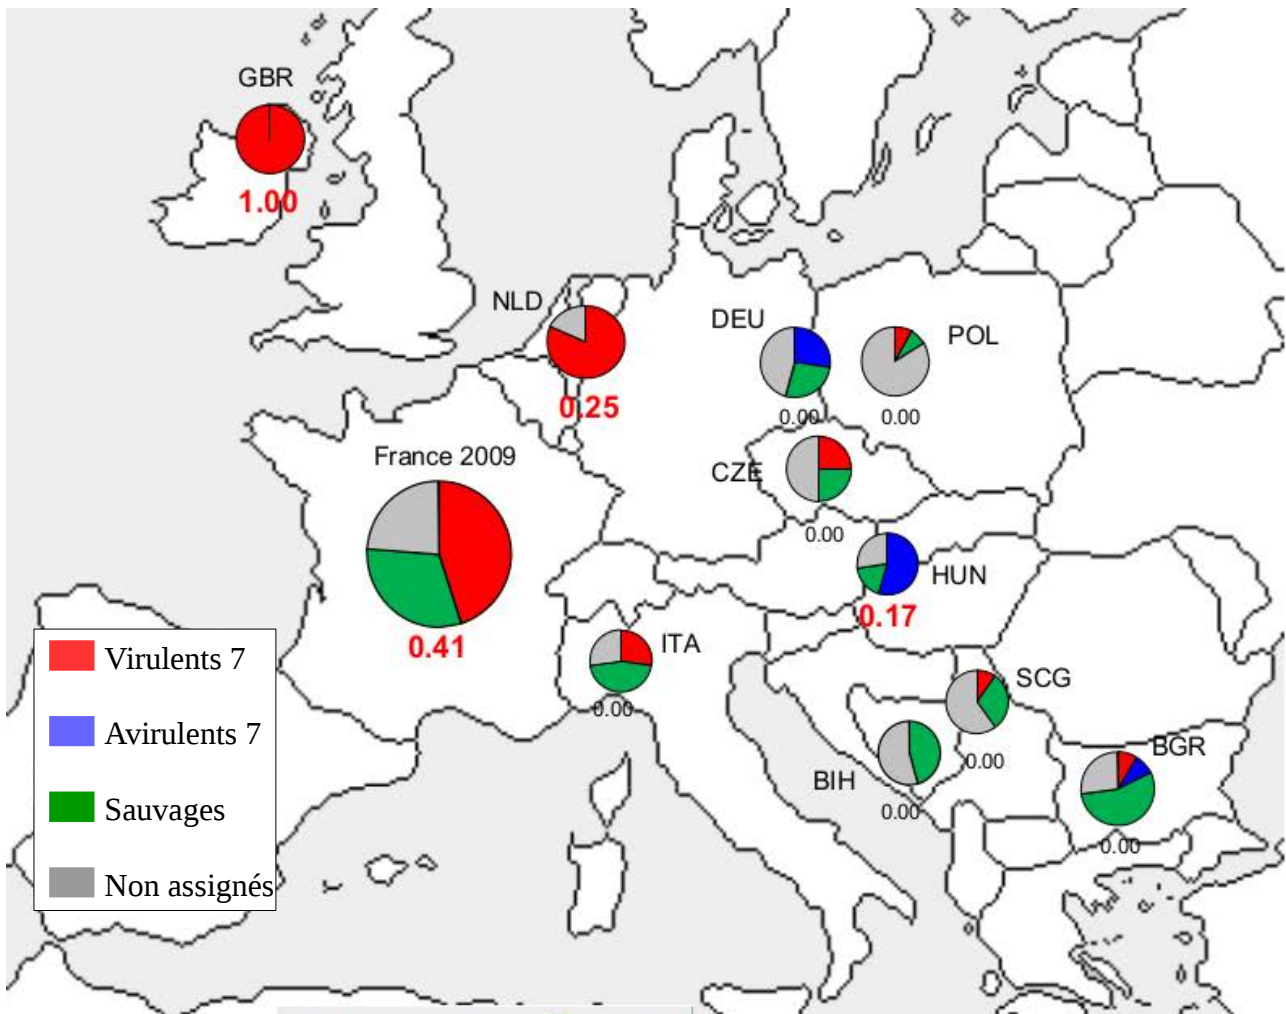 GBR
1.00
NLD
0.25
DEU
0.00
POL
0.00
France 2009
0.41
CZE
0.00
HUN
0.17
ITA
0.00
SCG
0.00
BIH
0.00
BGR
0.00
Virulents 7
Avirulents 7
Sauvages
Non assignés